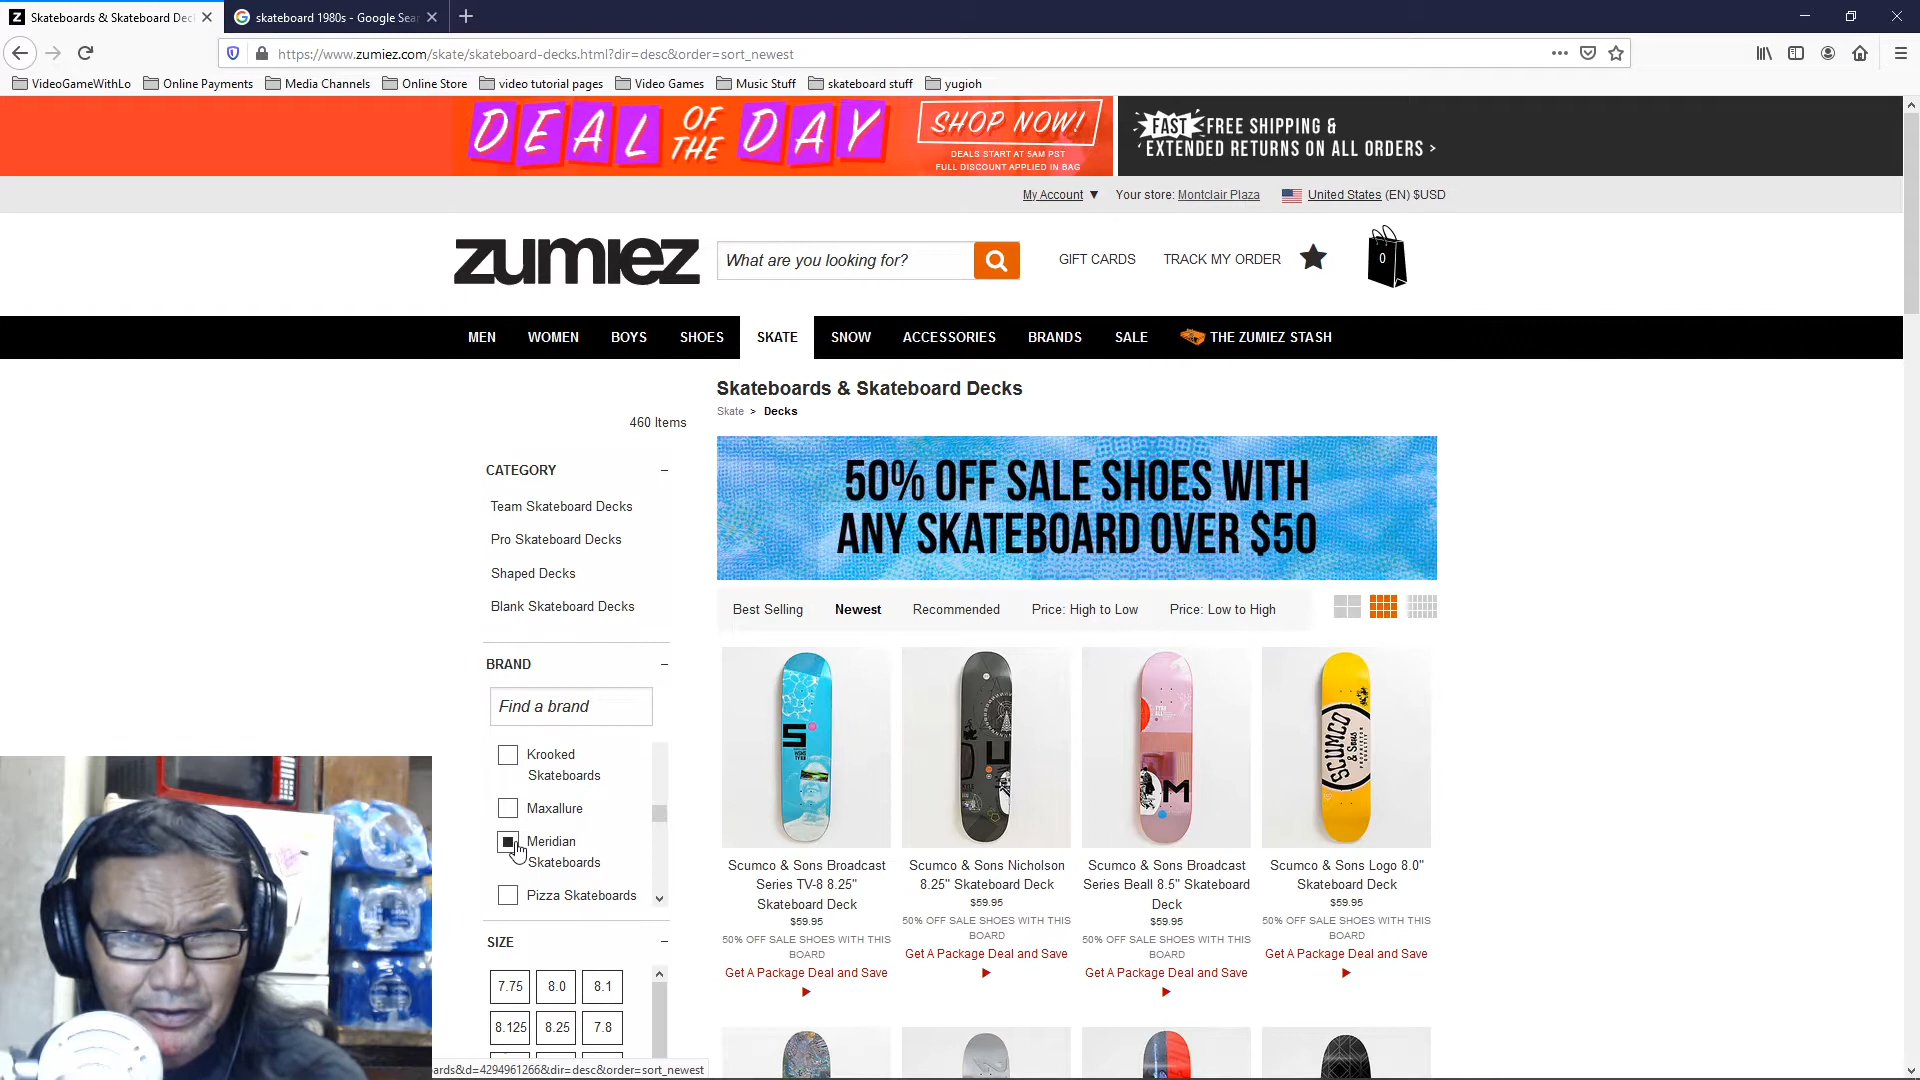 Skateboards & Skateboard Dec
skateboard 1980s - Google Sea
https://www.zumiez.com/skate/skateboard-decks.html?dir=desc&order=sort_newest
VideoGameWithLo
Online Payments
Media Channels
Online Store
video tutorial pages
Video Games
Music Stuff
skateboard stuff
yugioh
DEAL OF THE DAY
SHOP NOW!
DEALS START AT 5AM PST
FULL DISCOUNT APPLIED IN BAG
FAST FREE SHIPPING &
EXTENDED RETURNS ON ALL ORDERS >
My Account ▼ Your store: Montclair Plaza United States (EN) $USD
zumiez
What are you looking for?
GIFT CARDS
TRACK MY ORDER
0
MEN WOMEN BOYS SHOES SKATE SNOW ACCESSORIES BRANDS SALE THE ZUMIEZ STASH
Skateboards & Skateboard Decks
Skate > Decks
460 Items
CATEGORY
Team Skateboard Decks
Pro Skateboard Decks
Shaped Decks
Blank Skateboard Decks
BRAND
Find a brand
Krooked
Skateboards
Maxallure
Meridian
Skateboards
Pizza Skateboards
SIZE
7.75 8.0 8.1
8.125 8.25 7.8
50% OFF SALE SHOES WITH
ANY SKATEBOARD OVER $50
Best Selling Newest Recommended Price: High to Low Price: Low to High
SCUMCO
& Sons
Scumco & Sons Broadcast
Series TV-8 8.25"
Skateboard Deck
$59.95
50% OFF SALE SHOES WITH THIS
BOARD
Get A Package Deal and Save
Scumco & Sons Nicholson
8.25" Skateboard Deck
$59.95
50% OFF SALE SHOES WITH THIS
BOARD
Get A Package Deal and Save
Scumco & Sons Broadcast
Series Beall 8.5" Skateboard
Deck
$59.95
50% OFF SALE SHOES WITH THIS
BOARD
Get A Package Deal and Save
Scumco & Sons Logo 8.0"
Skateboard Deck
$59.95
50% OFF SALE SHOES WITH THIS
BOARD
Get A Package Deal and Save
ards&d=4294961266&dir=desc&order=sort_newest